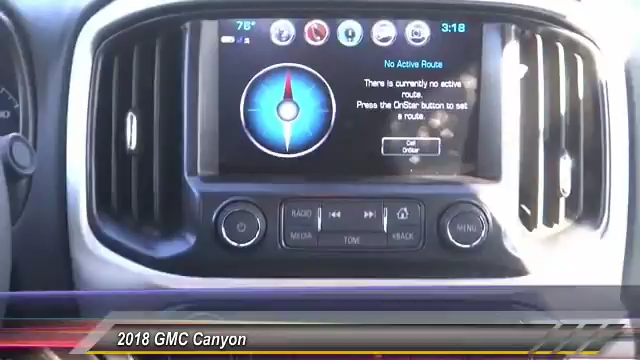 76° 3:18
No Active Route
There is currently no active
route.
Press the OnStar button to set
a route.
Call
OnStar
RADIO
MEDIA TONE BACK
MENU
2018 GMC Canyon